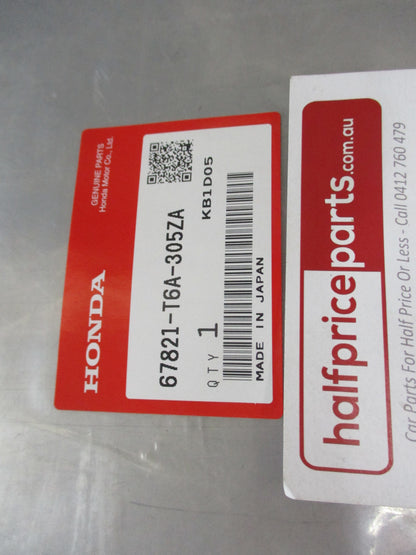 GENUINE PARTS
Honda Motor Co., Ltd.
HONDA
67821-T6A-305ZA
KB1D05
QTY 1
MADE IN JAPAN
halfpriceparts.com.au
Car Parts For Half Price Or Less - Call 0412 760 479